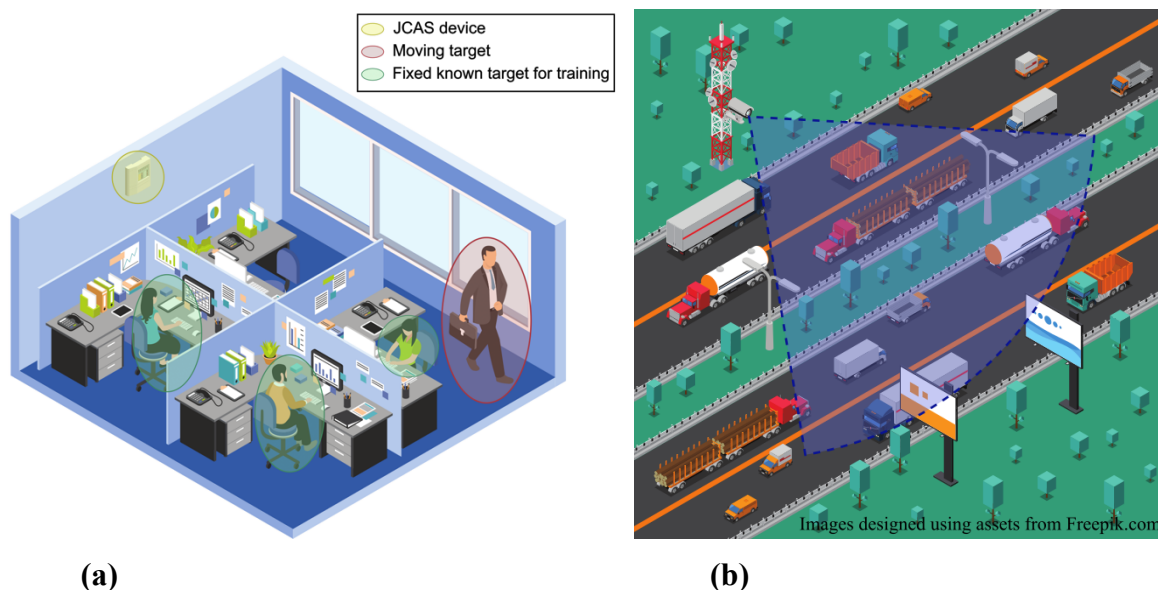 JCAS device
Moving target
Fixed known target for training
Images designed using assets from Freepik.com
(a)
(b)